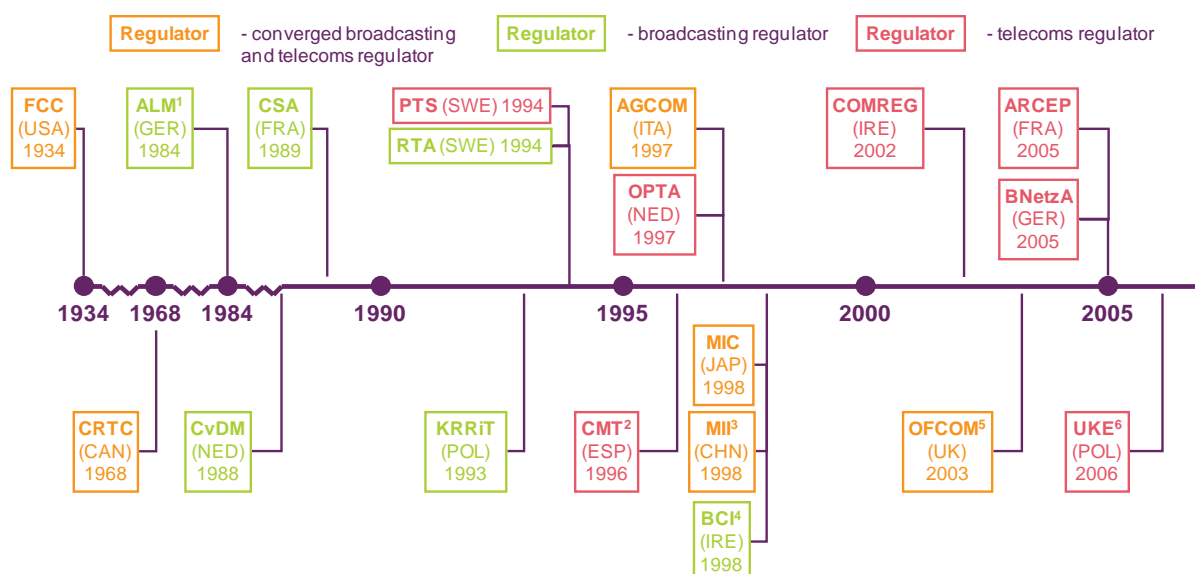 Regulator - converged broadcasting and telecoms regulator
Regulator - broadcasting regulator
Regulator - telecoms regulator
FCC
(USA)
1934
ALM¹
(GER)
1984
CSA
(FRA)
1989
PTS (SWE) 1994
RTA (SWE) 1994
AGCOM
(ITA)
1997
OPTA
(NED)
1997
COMREG
(IRE)
2002
ARCEP
(FRA)
2005
BNetzA
(GER)
2005
1934
1968
1984
1990
1995
2000
2005
CRTC
(CAN)
1968
CvDM
(NED)
1988
KRRiT
(POL)
1993
CMT²
(ESP)
1996
MIC
(JAP)
1998
MII³
(CHN)
1998
BCI⁴
(IRE)
1998
OFCOM⁵
(UK)
2003
UKE⁶
(POL)
2006